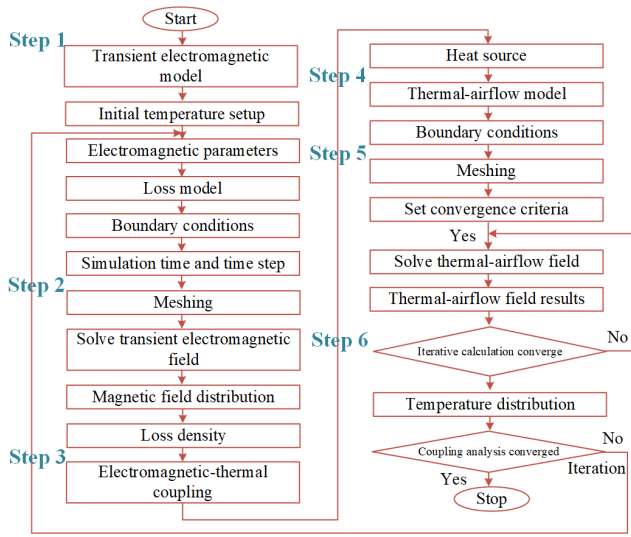 Start
Step 1
Transient electromagnetic
model
Initial temperature setup
Electromagnetic parameters
Loss model
Boundary conditions
Simulation time and time step
Step 2
Meshing
Solve transient electromagnetic
field
Magnetic field distribution
Loss density
Step 3
Electromagnetic-thermal
coupling
Heat source
Step 4
Thermal-airflow model
Boundary conditions
Step 5
Meshing
Set convergence criteria
Yes
Solve thermal-airflow field
Thermal-airflow field results
Step 6
Iterative calculation converge
No
Temperature distribution
Coupling analysis converged
No
Iteration
Yes
Stop